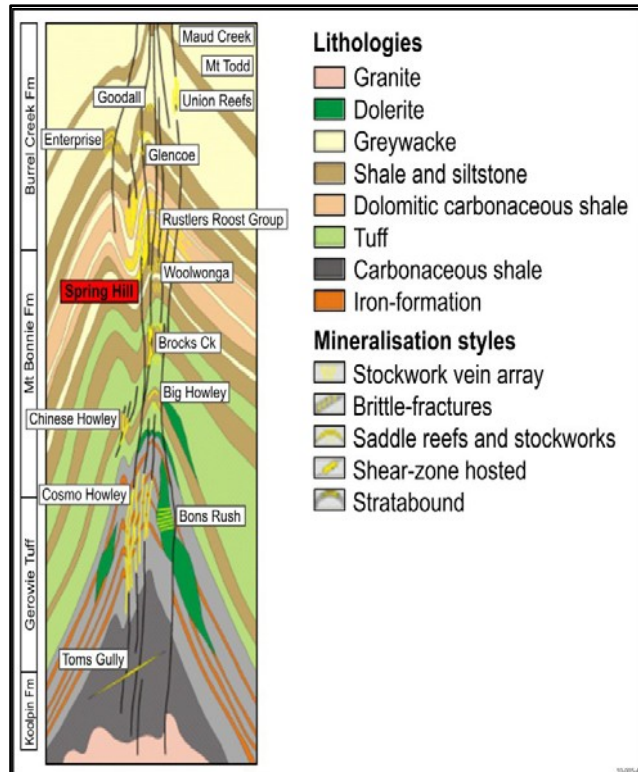 Maud Creek
Mt Todd
Goodall
Union Reefs
Enterprise
Glencoe
Rustlers Roost Group
Woolwonga
Spring Hill
Brocks Ck
Big Howley
Chinese Howley
Cosmo Howley
Bons Rush
Toms Gully
Burrel Creek Fm
Mt Bonnie Fm
Gerowie Tuff
Koolpin Fm
Lithologies
Granite
Dolerite
Greywacke
Shale and siltstone
Dolomitic carbonaceous shale
Tuff
Carbonaceous shale
Iron-formation
Mineralisation styles
Stockwork vein array
Brittle-fractures
Saddle reefs and stockworks
Shear-zone hosted
Stratabound